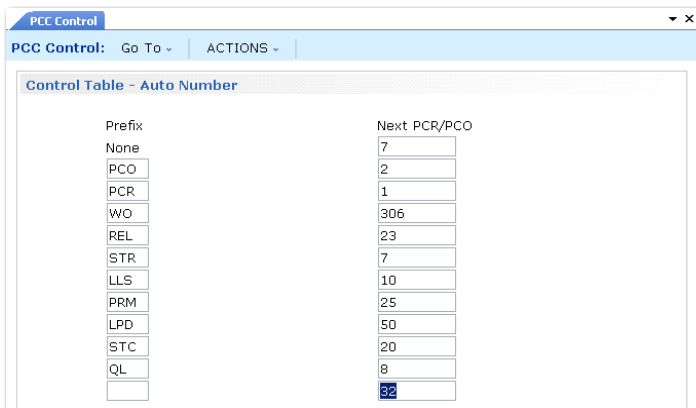 PCC Control
PCC Control: Go To ACTIONS
Control Table - Auto Number
Prefix Next PCR/PCO
None 7
PCO 2
PCR 1
WO 306
REL 23
STR 7
LLS 10
PRM 25
LPD 50
STC 20
QL 8
32